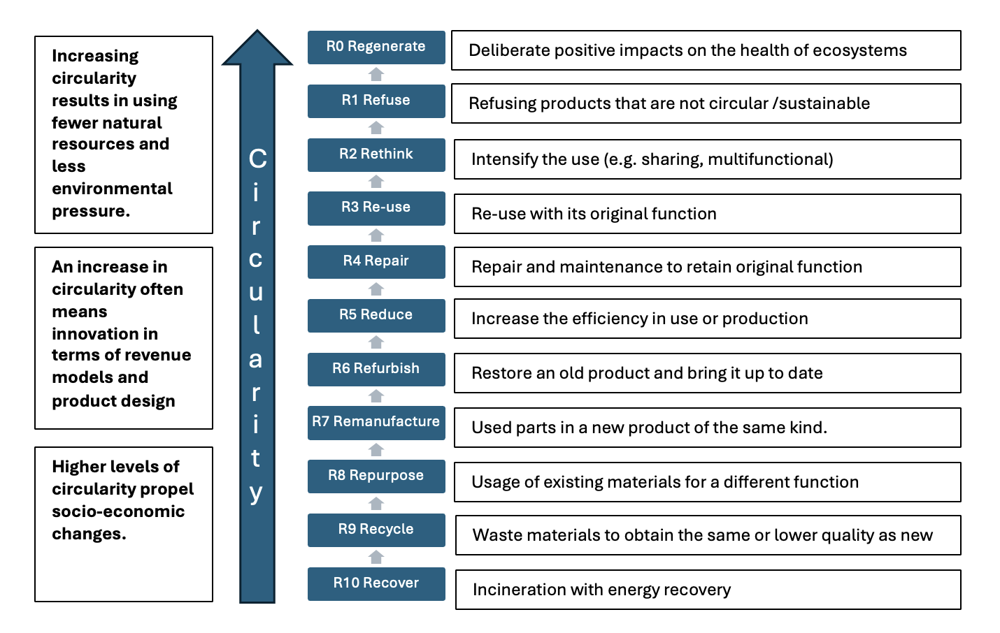 Increasing
circularity
results in using
fewer natural
resources and
less
environmental
pressure.
An increase in
circularity often
means
innovation in
terms of revenue
models and
product design
Higher levels of
circularity propel
socio-economic
changes.
C
i
r
c
u
l
a
r
i
t
y
R0 Regenerate
Deliberate positive impacts on the health of ecosystems
R1 Refuse
Refusing products that are not circular /sustainable
R2 Rethink
Intensify the use (e.g. sharing, multifunctional)
R3 Re-use
Re-use with its original function
R4 Repair
Repair and maintenance to retain original function
R5 Reduce
Increase the efficiency in use or production
R6 Refurbish
Restore an old product and bring it up to date
R7 Remanufacture
Used parts in a new product of the same kind.
R8 Repurpose
Usage of existing materials for a different function
R9 Recycle
Waste materials to obtain the same or lower quality as new
R10 Recover
Incineration with energy recovery